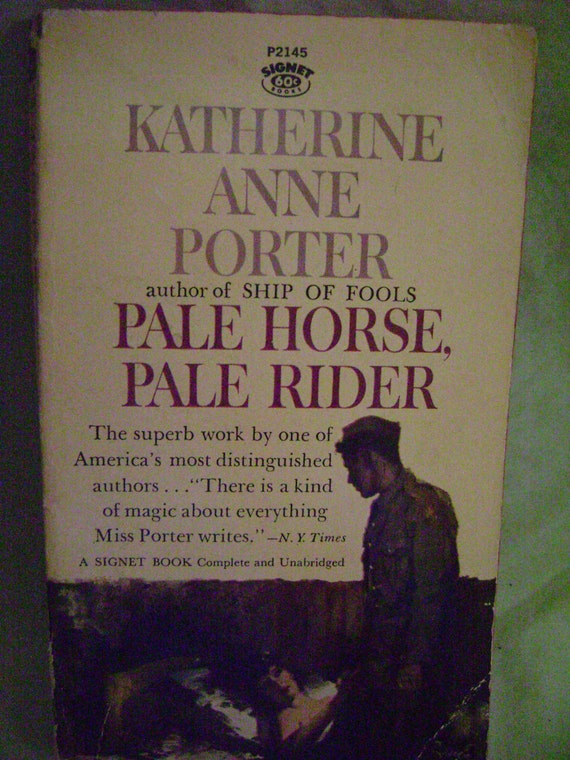 P2145
SIGNET
60¢
BOOKS
KATHERINE
ANNE
PORTER
author of SHIP OF FOOLS
PALE HORSE,
PALE RIDER
The superb work by one of
America's most distinguished
authors ... "There is a kind
of magic about everything
Miss Porter writes." —N. Y. Times
A SIGNET BOOK Complete and Unabridged